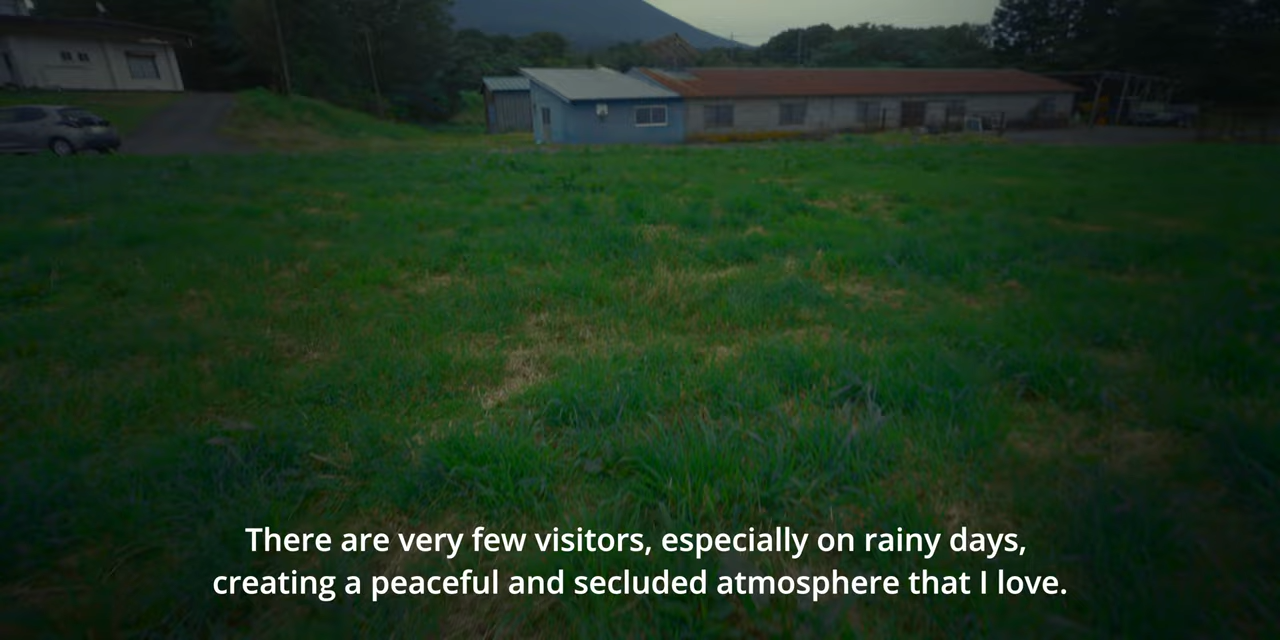 There are very few visitors, especially on rainy days,
creating a peaceful and secluded atmosphere that I love.